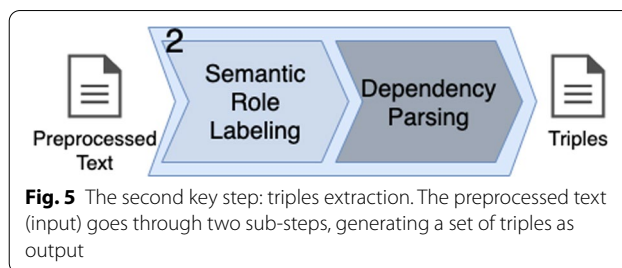 2
Semantic
Role
Labeling
Dependency
Parsing
Preprocessed
Text
Triples
Fig. 5 The second key step: triples extraction. The preprocessed text
(input) goes through two sub-steps, generating a set of triples as
output